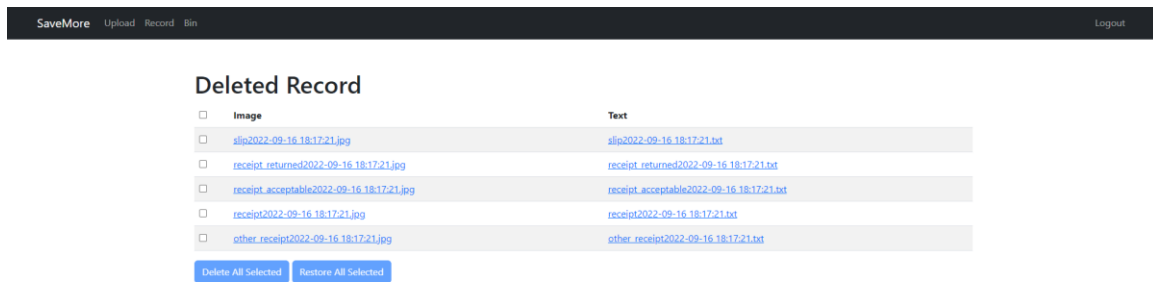 SaveMore Upload Record Bin Logout
Deleted Record
Image Text
slip2022-09-16 18:17:21.jpg slip2022-09-16 18:17:21.txt
receipt_returned2022-09-16 18:17:21.jpg receipt_returned2022-09-16 18:17:21.txt
receipt_acceptable2022-09-16 18:17:21.jpg receipt_acceptable2022-09-16 18:17:21.txt
receipt2022-09-16 18:17:21.jpg receipt2022-09-16 18:17:21.txt
other_receipt2022-09-16 18:17:21.jpg other_receipt2022-09-16 18:17:21.txt
Delete All Selected Restore All Selected